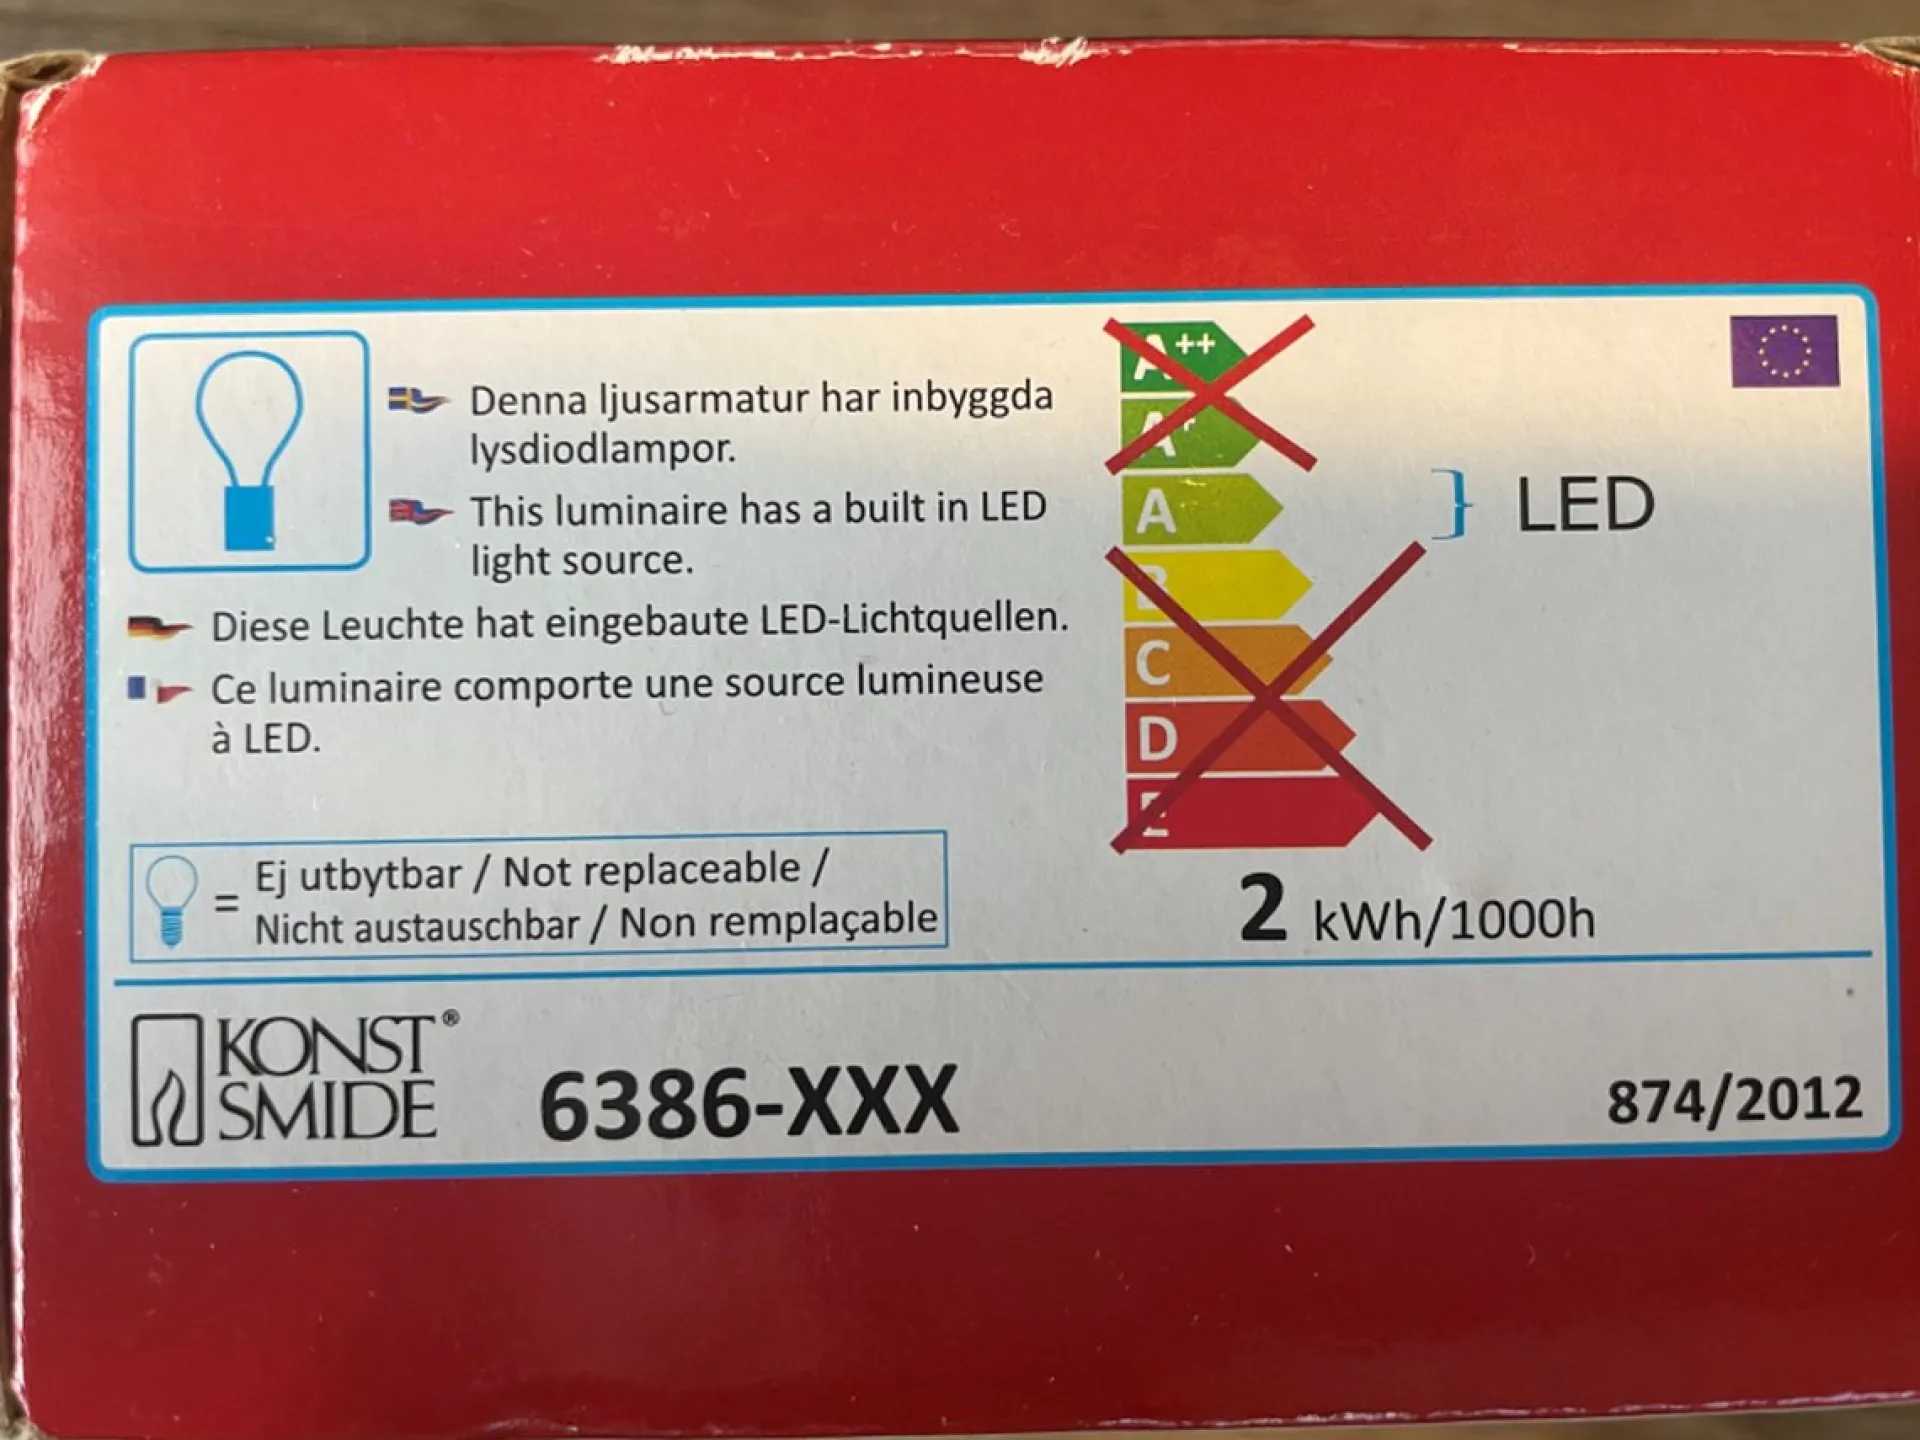 Denna ljusarmatur har inbyggda
lysdiodlampor.
This luminaire has a built in LED
light source.
Diese Leuchte hat eingebaute LED-Lichtquellen.
Ce luminaire comporte une source lumineuse
à LED.
= Ej utbytbar / Not replaceable /
Nicht austauschbar / Non remplaçable
A++
A+
A
B
C
D
E
} LED
2 kWh/1000h
KONST®
SMIDE
6386-XXX
874/2012